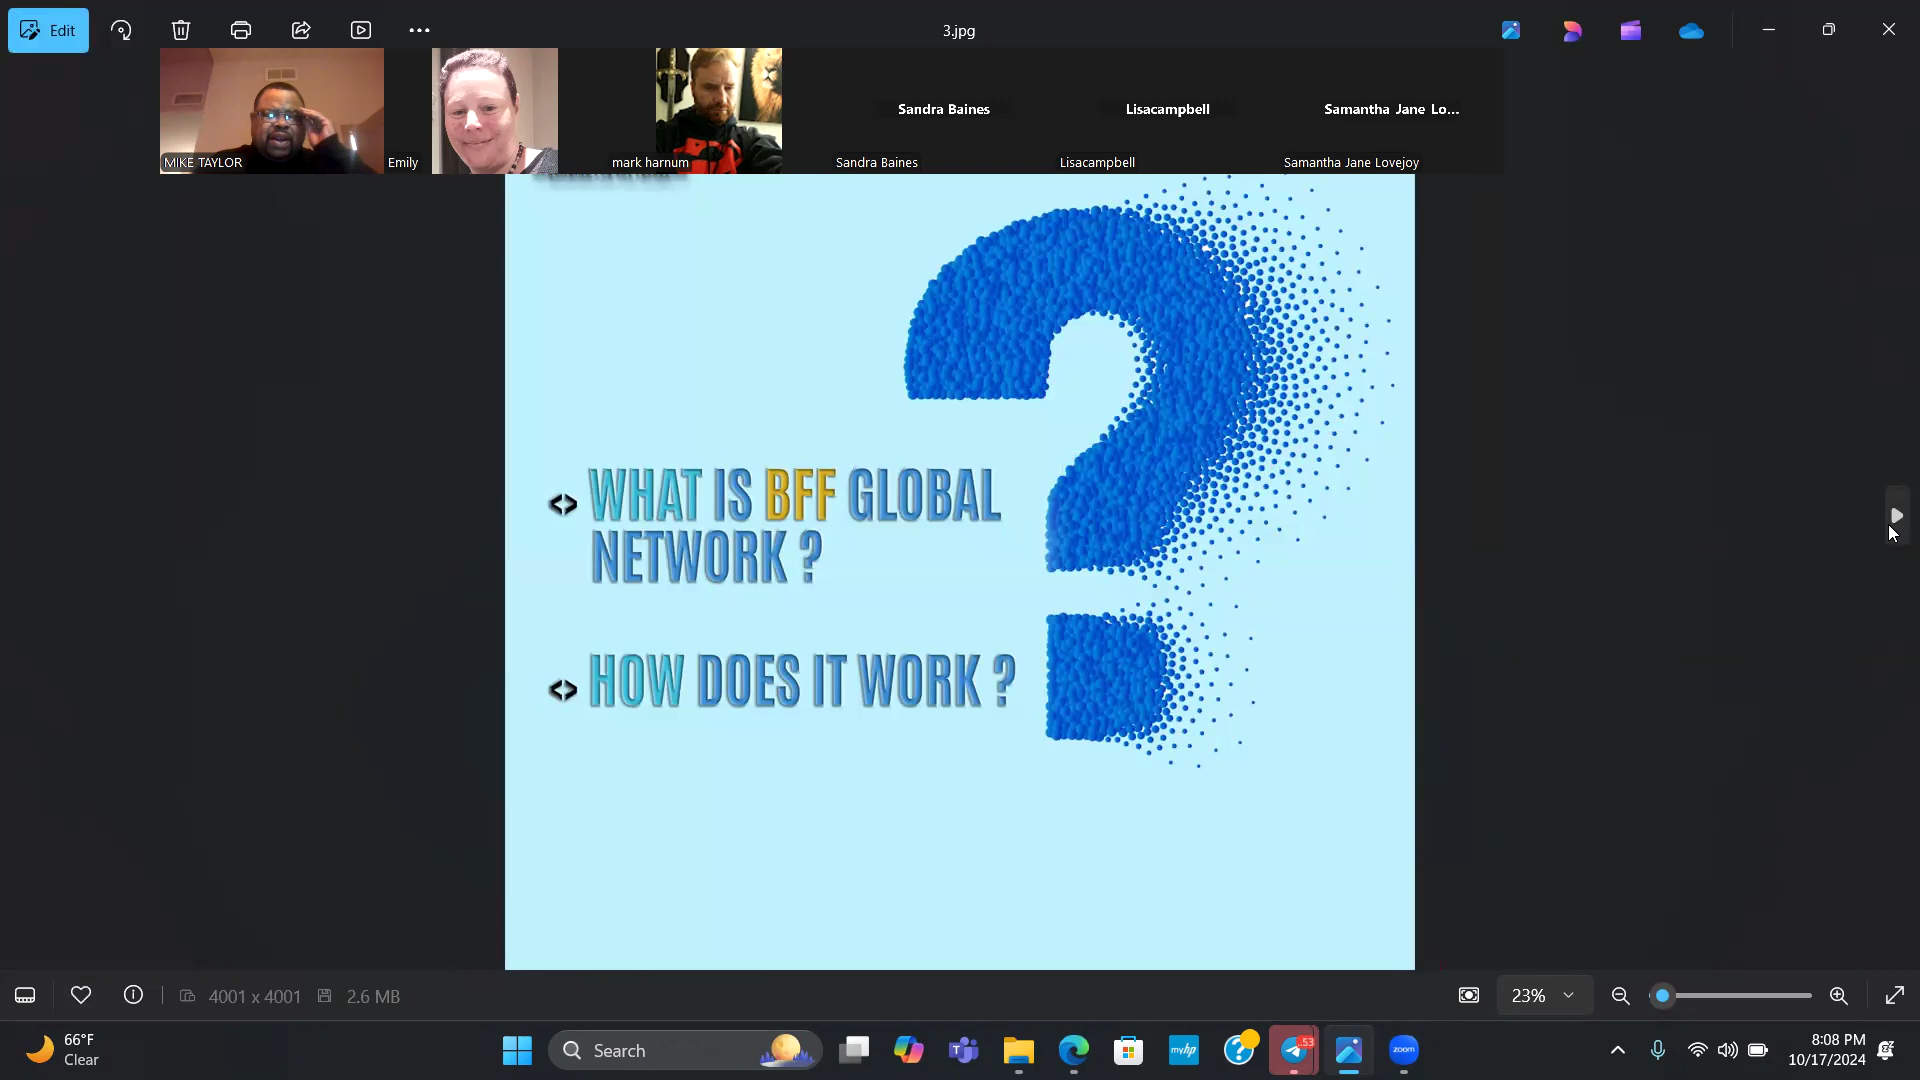 Edit
3.jpg
Sandra Baines
Lisacampbell
Samantha Jane Lo...
MIKE TAYLOR
Emily
mark harnum
Sandra Baines
Lisacampbell
Samantha Jane Lovejoy
<> WHAT IS BFF GLOBAL
NETWORK ?
<> HOW DOES IT WORK ?
4001 x 4001
2.6 MB
23%
66°F
Clear
Search
myhp
53
zoom
8:08 PM
10/17/2024